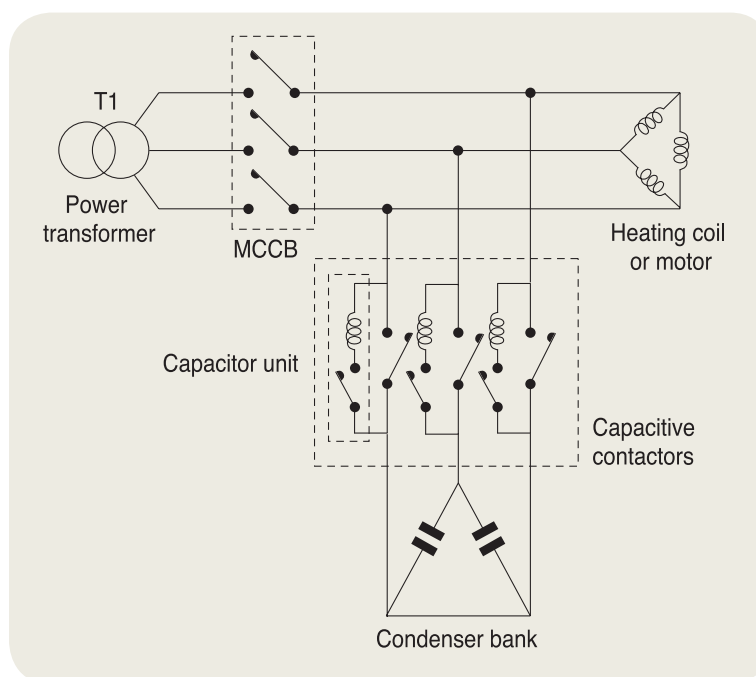 T1
Power
transformer
MCCB
Heating coil
or motor
Capacitor unit
Capacitive
contactors
Condenser bank